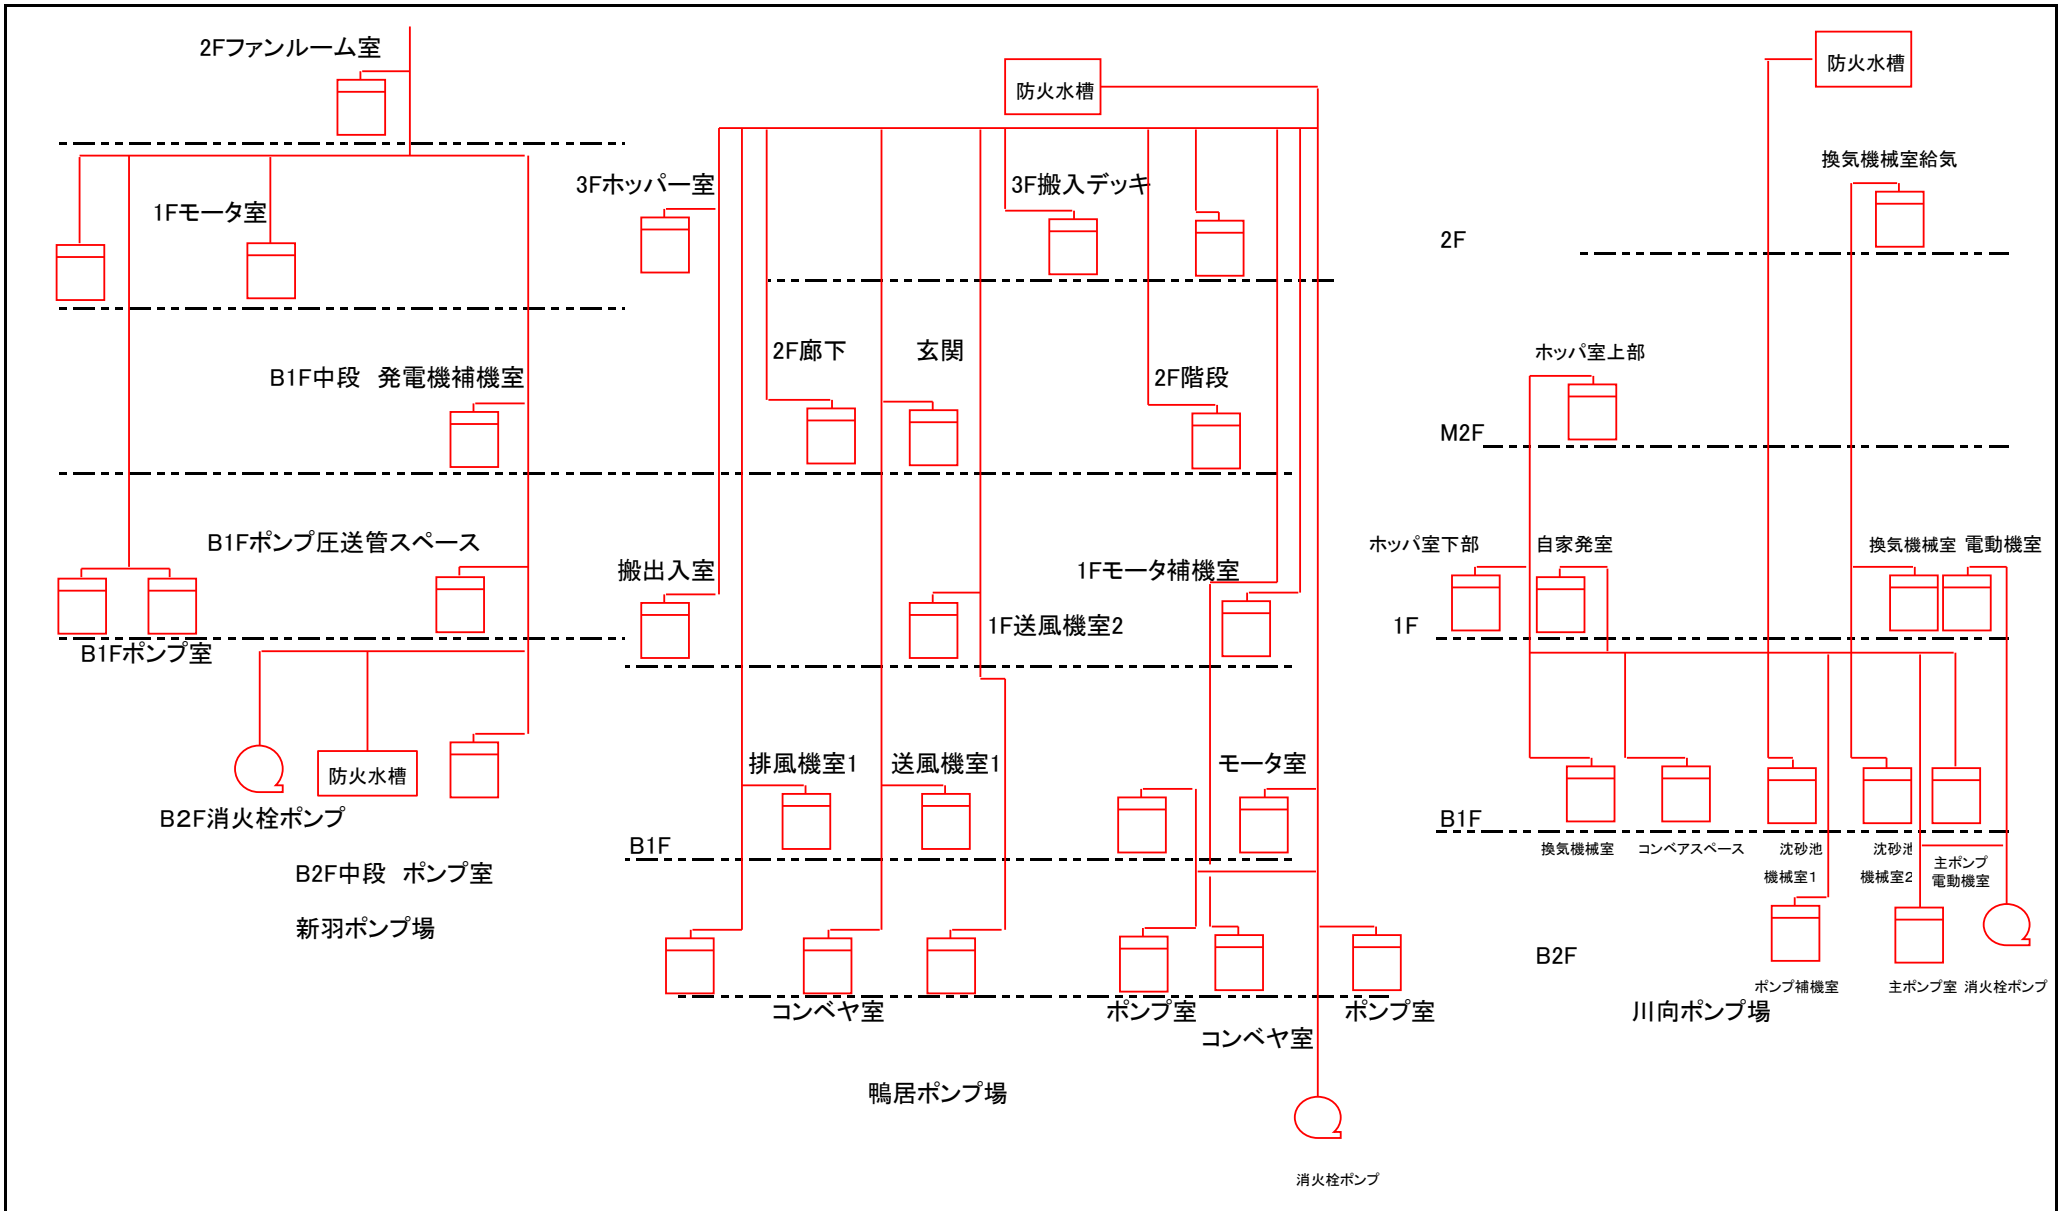 2Fファンルーム室
1Fモータ室
B1F中段　発電機補機室
B1Fポンプ圧送管スペース
B1Fポンプ室
防火水槽
B2F消火栓ポンプ
B2F中段　ポンプ室
新羽ポンプ場
防火水槽
3Fホッパー室
3F搬入デッキ
2F廊下
玄関
2F階段
搬出入室
1F送風機室2
1Fモータ補機室
排風機室1
送風機室1
モータ室
B1F
コンベヤ室
ポンプ室
コンベヤ室
ポンプ室
鴨居ポンプ場
消火栓ポンプ
防火水槽
換気機械室給気
2F
ホッパ室上部
M2F
ホッパ室下部
自家発室
換気機械室
電動機室
1F
B1F
換気機械室
コンベアスペース
沈砂池
機械室1
沈砂池
機械室2
主ポンプ
電動機室
B2F
ポンプ補機室
主ポンプ室
消火栓ポンプ
川向ポンプ場